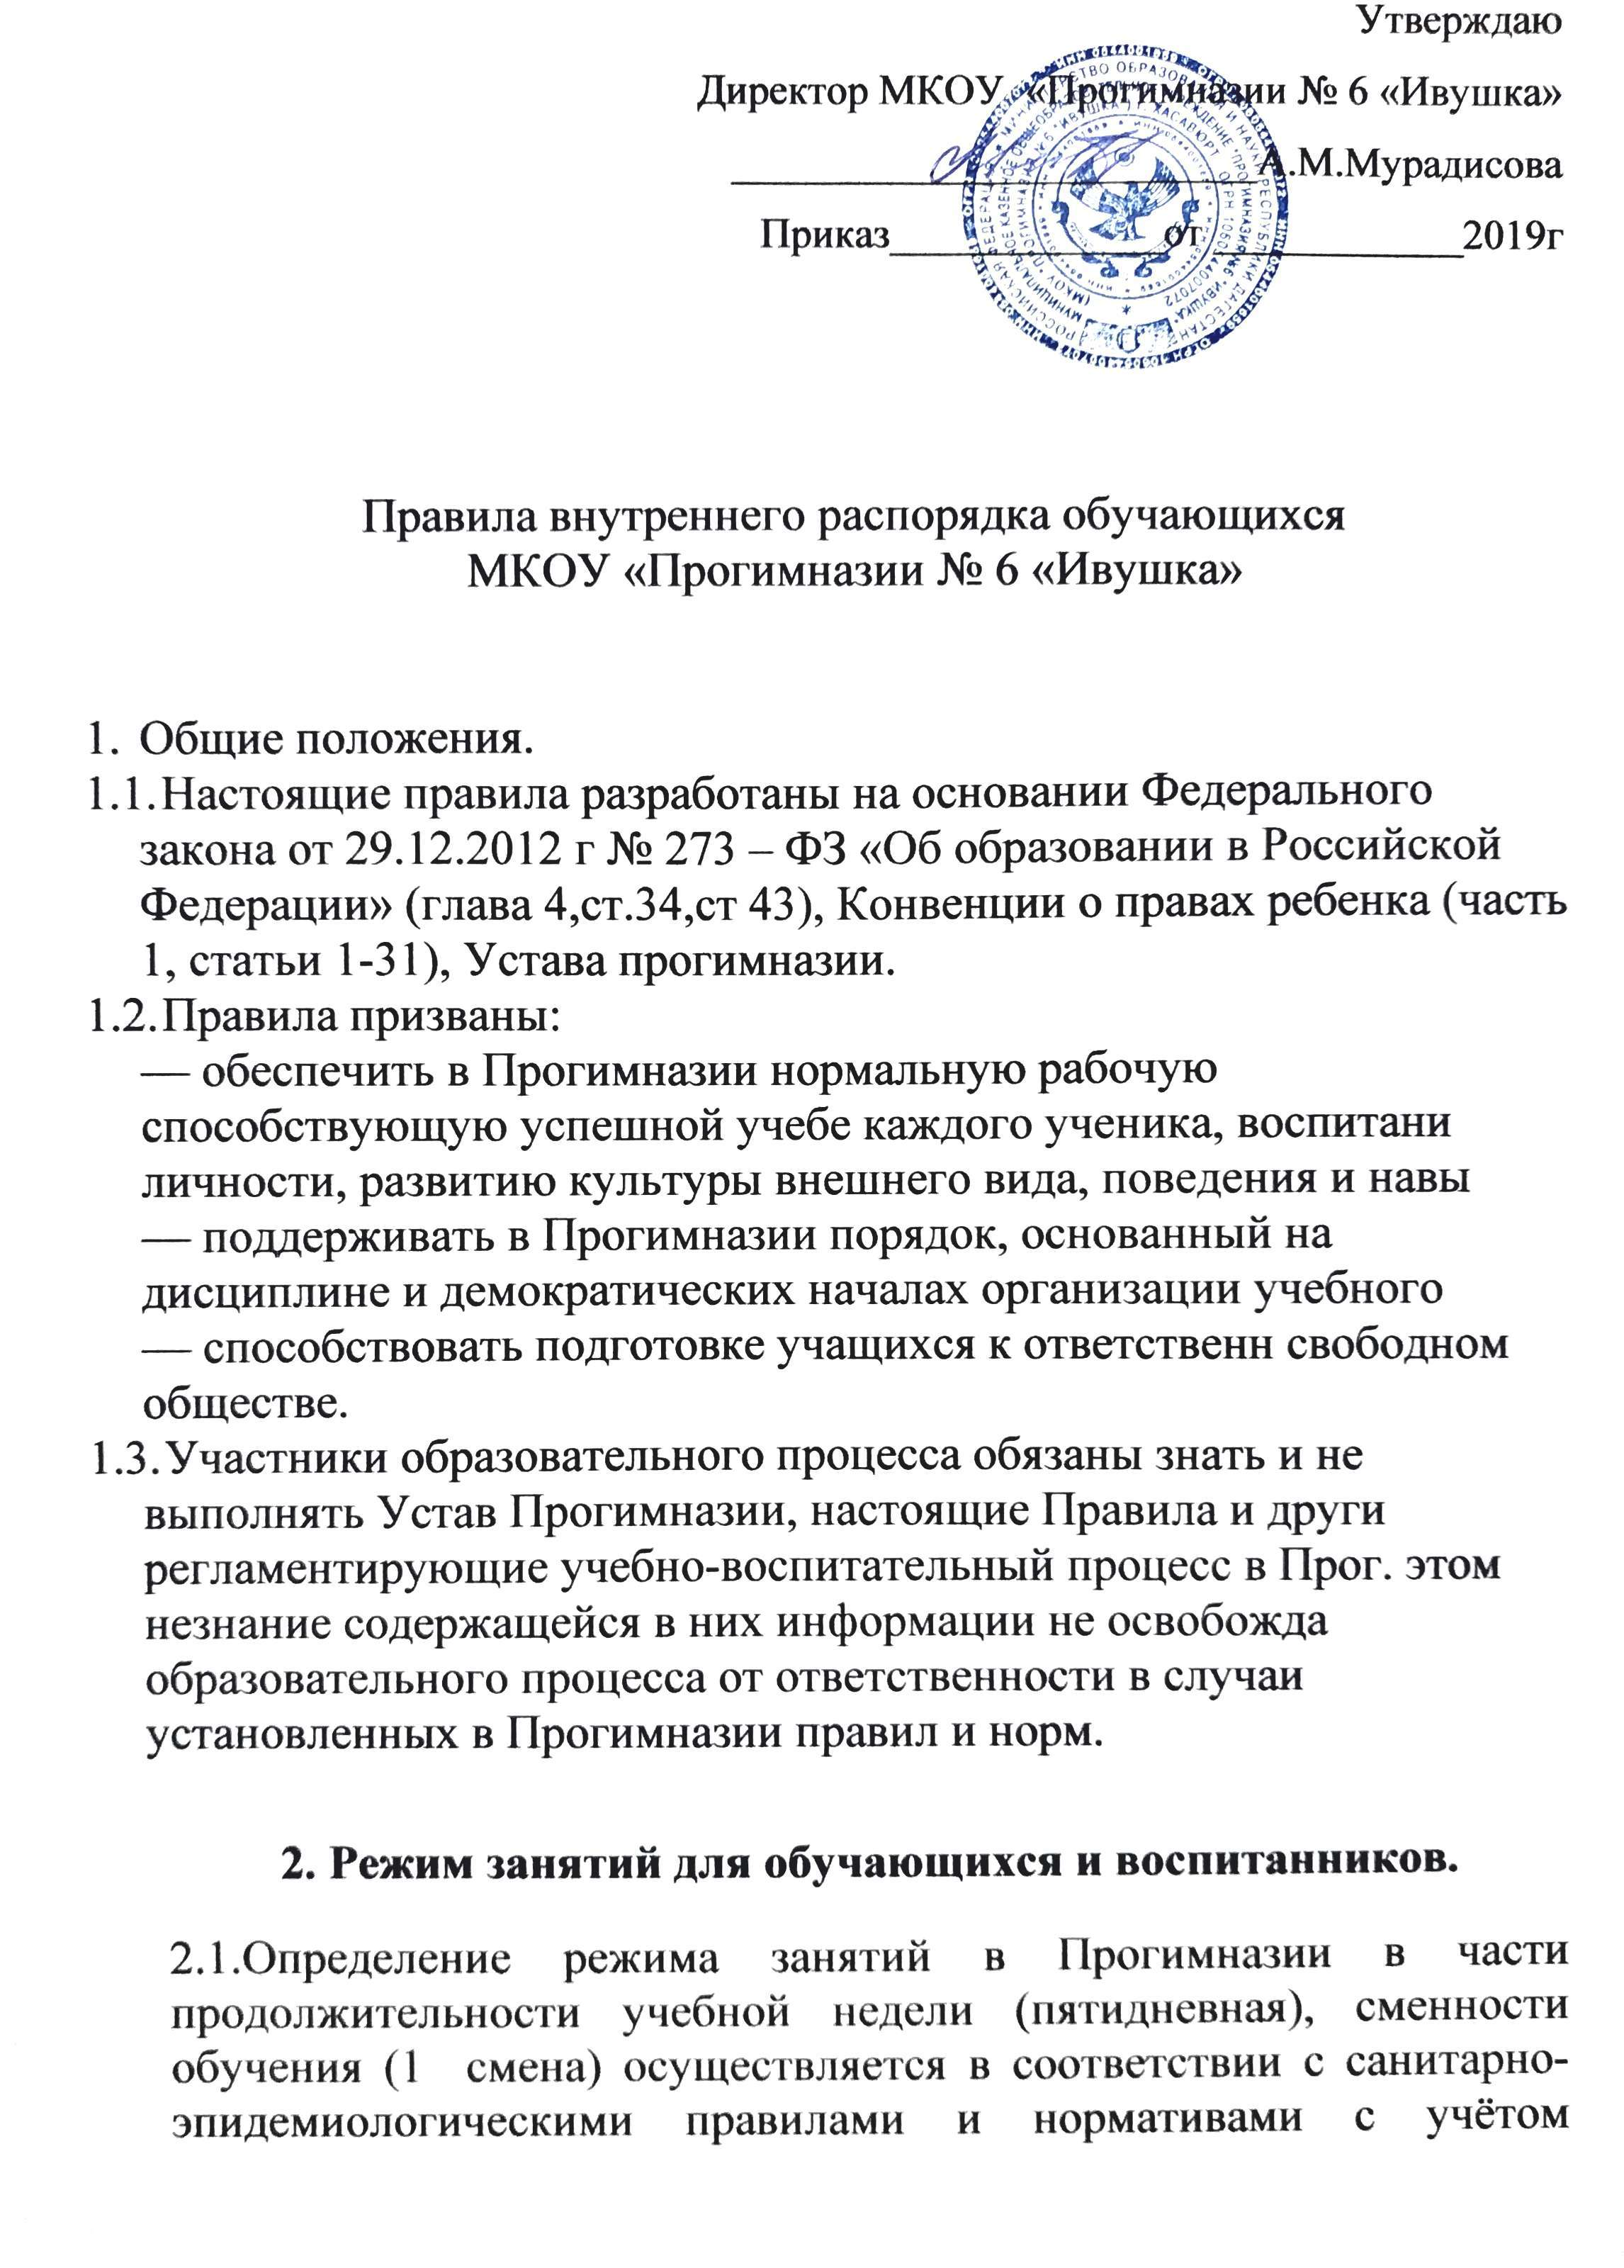 Утверждаю
Директор МКОУ «Прогимназии № 6 «Ивушка»
А.М.Мурадисова
Приказ____________от____________2019г
Правила внутреннего распорядка обучающихся
МКОУ «Прогимназии № 6 «Ивушка»
1. Общие положения.
1.1.Настоящие правила разработаны на основании Федерального
закона от 29.12.2012 г № 273 – ФЗ «Об образовании в Российской
Федерации» (глава 4,ст.34,ст 43), Конвенции о правах ребенка (часть
1, статьи 1-31), Устава прогимназии.
1.2.Правила призваны:
— обеспечить в Прогимназии нормальную рабочую
способствующую успешной учебе каждого ученика, воспитани
личности, развитию культуры внешнего вида, поведения и навы
— поддерживать в Прогимназии порядок, основанный на
дисциплине и демократических началах организации учебного
— способствовать подготовке учащихся к ответственн свободном
обществе.
1.3.Участники образовательного процесса обязаны знать и не
выполнять Устав Прогимназии, настоящие Правила и други
регламентирующие учебно-воспитательный процесс в Прог. этом
незнание содержащейся в них информации не освобожда
образовательного процесса от ответственности в случаи
установленных в Прогимназии правил и норм.
2. Режим занятий для обучающихся и воспитанников.
2.1.Определение режима занятий в Прогимназии в части
продолжительности учебной недели (пятидневная), сменности
обучения (1 смена) осуществляется в соответствии с санитарно-
эпидемиологическими правилами и нормативами с учётом